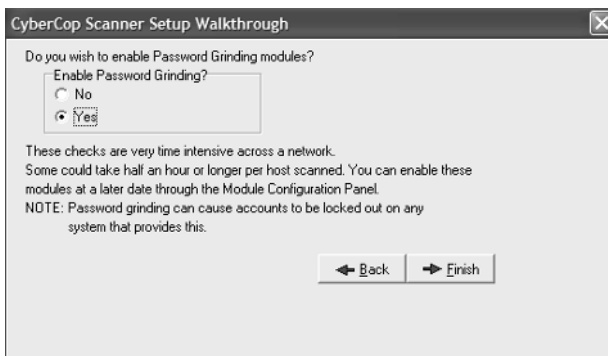 CyberCop Scanner Setup Walkthrough
Do you wish to enable Password Grinding modules?
Enable Password Grinding?
No
Yes
These checks are very time intensive across a network.
Some could take half an hour or longer per host scanned. You can enable these
modules at a later date through the Module Configuration Panel.
NOTE: Password grinding can cause accounts to be locked out on any
system that provides this.
Back
Finish